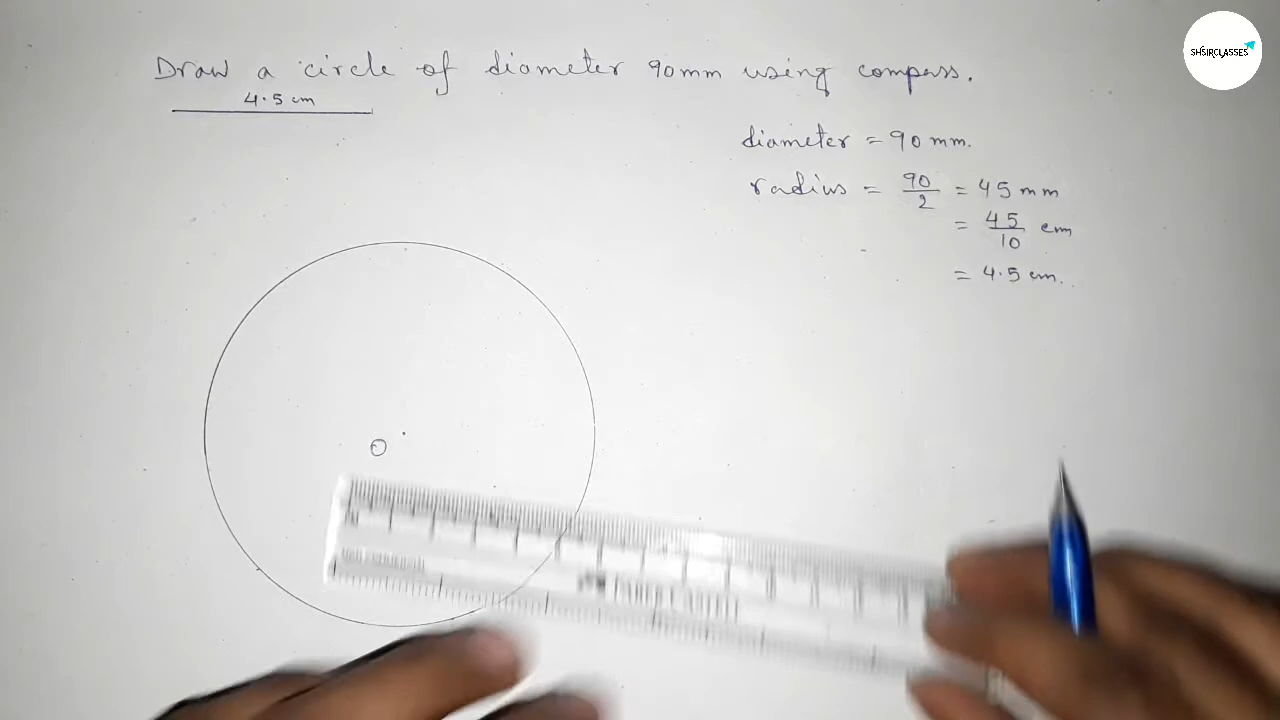 SHSIRCLASSES
Draw a circle of diameter 90mm using compass.
4.5 cm
diameter = 90 mm.
radius = 90/2 = 45 mm
= 45/10 cm
= 4.5 cm.
O